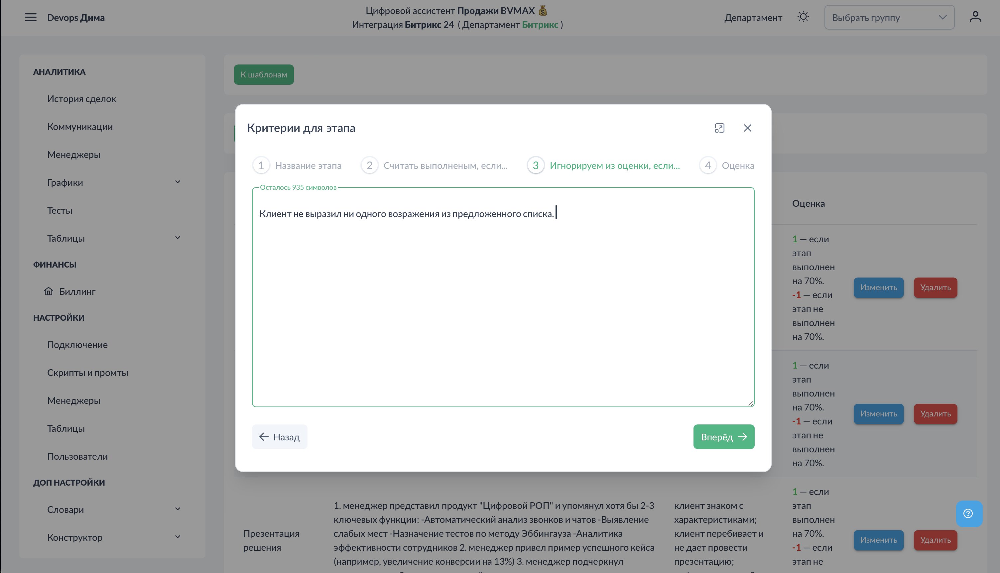 Devops Дима
Цифровой ассистент Продажи BVMAX 💰
Интеграция Битрикс 24 ( Департамент Битрикс )
Департамент
Выбрать группу
АНАЛИТИКА
История сделок
Коммуникации
Менеджеры
Графики
Тесты
Таблицы
ФИНАНСЫ
Биллинг
НАСТРОЙКИ
Подключение
Скрипты и промты
Менеджеры
Таблицы
Пользователи
ДОП НАСТРОЙКИ
Словари
Конструктор
К шаблонам
Критерии для этапа
1 Название этапа
2 Считать выполненым, если...
3 Игнорируем из оценки, если...
4 Оценка
Осталось 935 символов
Клиент не выразил ни одного возражения из предложенного списка.
Назад
Вперёд
Оценка
1 — если
этап
выполнен
на 70%.
-1 — если
этап не
выполнен
на 70%.
Изменить
Удалить
1 — если
этап
выполнен
на 70%.
-1 — если
этап не
выполнен
на 70%.
Изменить
Удалить
Презентация
решения
1. менеджер представил продукт "Цифровой РОП" и упомянул хотя бы 2-3
ключевых функции: -Автоматический анализ звонков и чатов -Выявление
слабых мест -Назначение тестов по методу Эббингауза -Аналитика
эффективности сотрудников 2. менеджер привел пример успешного кейса
(например, увеличение конверсии на 13%) 3. менеджер подчеркнул
клиент знаком с
характеристиками;
клиент перебивает и
не дает провести
презентацию;
1 — если
этап
выполнен
на 70%.
-1 — если
этап не
Изменить
Удалить